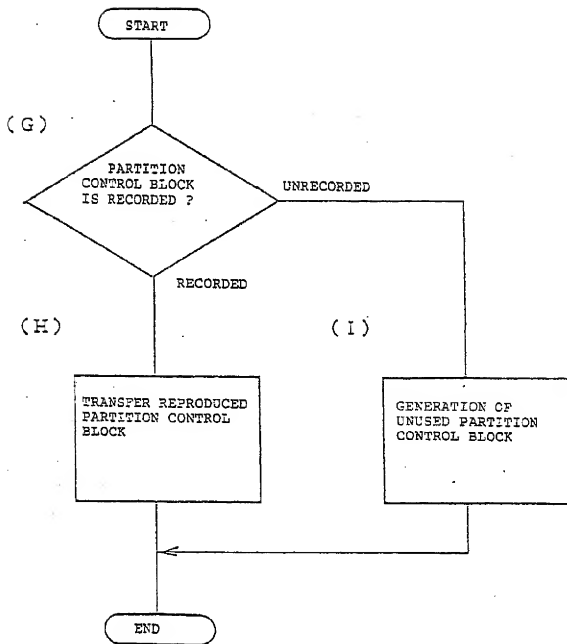 START
(G)
PARTITION
CONTROL BLOCK
IS RECORDED ?
UNRECORDED
RECORDED
(H)
(I)
TRANSFER REPRODUCED
PARTITION CONTROL
BLOCK
GENERATION OF
UNUSED PARTITION
CONTROL BLOCK
END